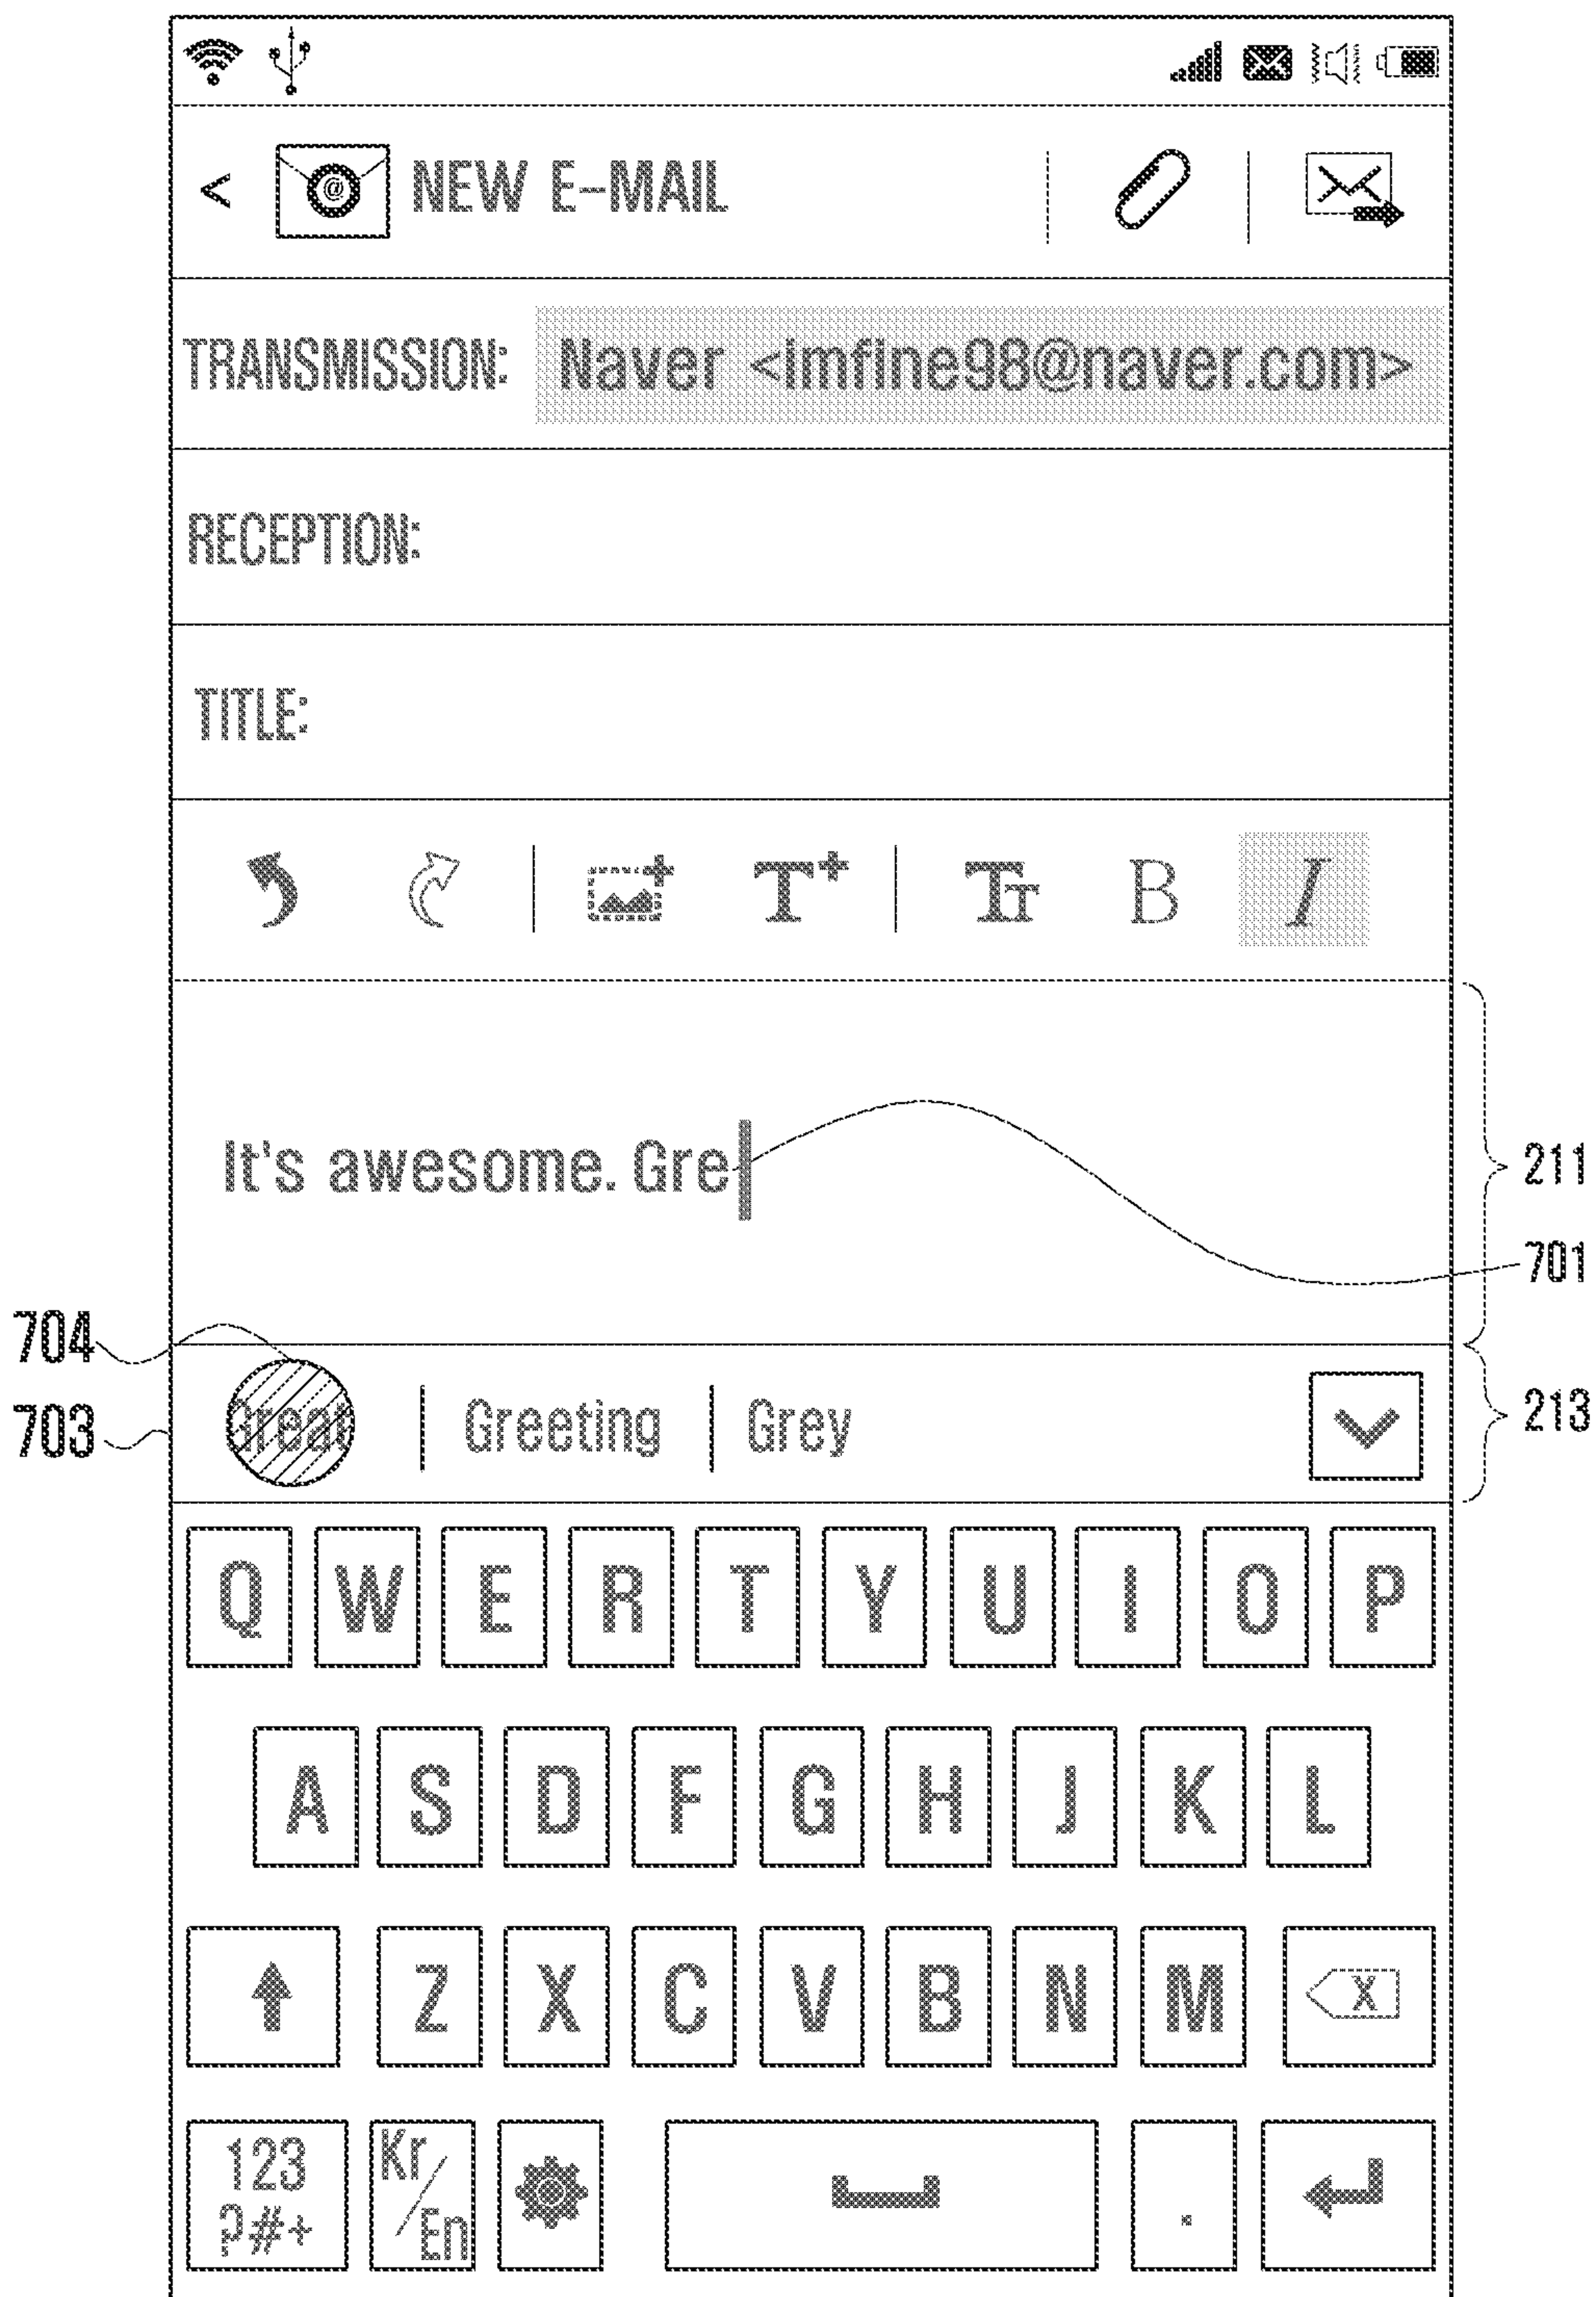 NEW E-MAIL
TRANSMISSION: Naver <imfine98@naver.com>
RECEPTION:
TITLE:
T+ TT B I
It's awesome. Gre
211
701
704
703
Great | Greeting | Grey
213
Q W E R T Y U I O P
A S D F G H J K L
Z X C V B N M X
123 Kr/En .
?#+